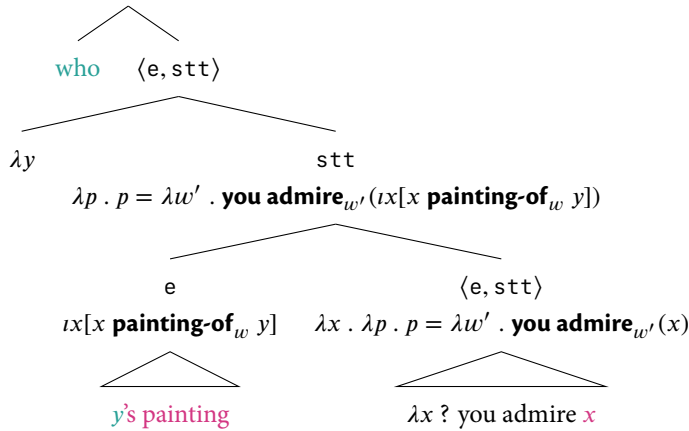 who ⟨e, stt⟩
λy stt
λp . p = λw′ . you admire_w′(ιx[x painting-of_w y])
e ⟨e, stt⟩
ιx[x painting-of_w y] λx . λp . p = λw′ . you admire_w′(x)
y's painting λx ? you admire x